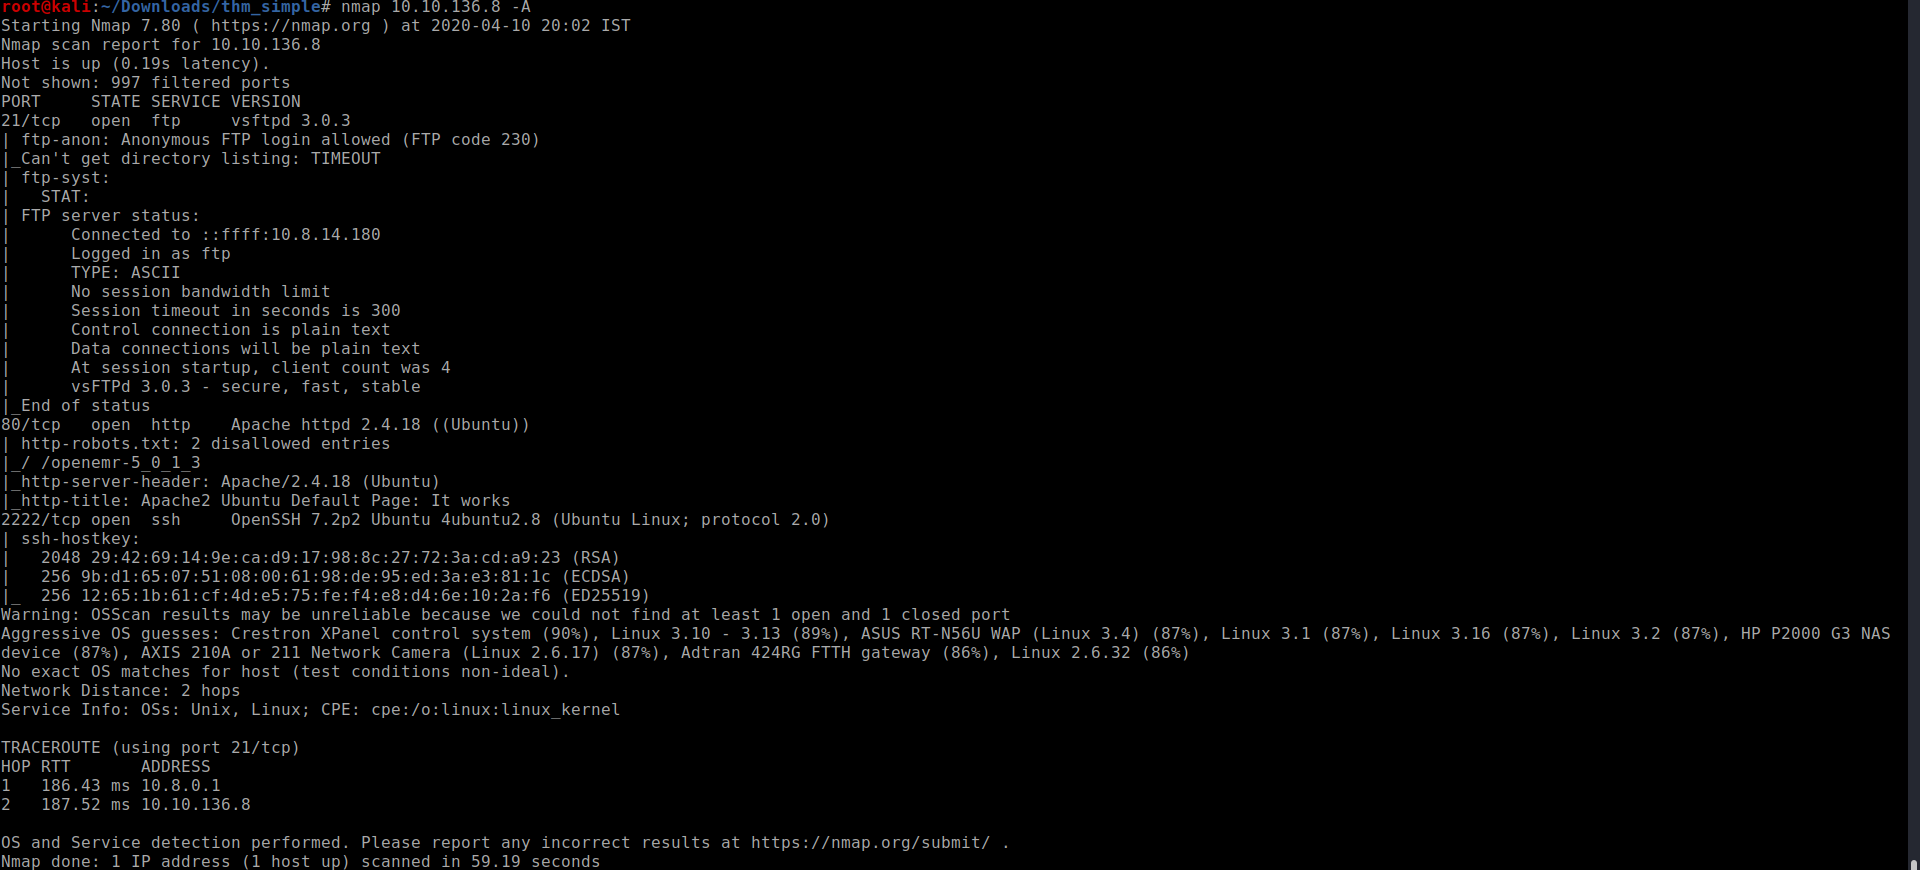 root@kali:~/Downloads/thm_simple# nmap 10.10.136.8 -A
Starting Nmap 7.80 ( https://nmap.org ) at 2020-04-10 20:02 IST
Nmap scan report for 10.10.136.8
Host is up (0.19s latency).
Not shown: 997 filtered ports
PORT     STATE SERVICE VERSION
21/tcp   open  ftp     vsftpd 3.0.3
| ftp-anon: Anonymous FTP login allowed (FTP code 230)
|_Can't get directory listing: TIMEOUT
| ftp-syst:
|   STAT:
| FTP server status:
|      Connected to ::ffff:10.8.14.180
|      Logged in as ftp
|      TYPE: ASCII
|      No session bandwidth limit
|      Session timeout in seconds is 300
|      Control connection is plain text
|      Data connections will be plain text
|      At session startup, client count was 4
|      vsFTPd 3.0.3 - secure, fast, stable
|_End of status
80/tcp   open  http    Apache httpd 2.4.18 ((Ubuntu))
| http-robots.txt: 2 disallowed entries
|_/ /openemr-5_0_1_3
|_http-server-header: Apache/2.4.18 (Ubuntu)
|_http-title: Apache2 Ubuntu Default Page: It works
2222/tcp open  ssh     OpenSSH 7.2p2 Ubuntu 4ubuntu2.8 (Ubuntu Linux; protocol 2.0)
| ssh-hostkey:
|   2048 29:42:69:14:9e:ca:d9:17:98:8c:27:72:3a:cd:a9:23 (RSA)
|   256 9b:d1:65:07:51:08:00:61:98:de:95:ed:3a:e3:81:1c (ECDSA)
|_  256 12:65:1b:61:cf:4d:e5:75:fe:f4:e8:d4:6e:10:2a:f6 (ED25519)
Warning: OSScan results may be unreliable because we could not find at least 1 open and 1 closed port
Aggressive OS guesses: Crestron XPanel control system (90%), Linux 3.10 - 3.13 (89%), ASUS RT-N56U WAP (Linux 3.4) (87%), Linux 3.1 (87%), Linux 3.16 (87%), Linux 3.2 (87%), HP P2000 G3 NAS
device (87%), AXIS 210A or 211 Network Camera (Linux 2.6.17) (87%), Adtran 424RG FTTH gateway (86%), Linux 2.6.32 (86%)
No exact OS matches for host (test conditions non-ideal).
Network Distance: 2 hops
Service Info: OSs: Unix, Linux; CPE: cpe:/o:linux:linux_kernel

TRACEROUTE (using port 21/tcp)
HOP RTT       ADDRESS
1   186.43 ms 10.8.0.1
2   187.52 ms 10.10.136.8

OS and Service detection performed. Please report any incorrect results at https://nmap.org/submit/ .
Nmap done: 1 IP address (1 host up) scanned in 59.19 seconds